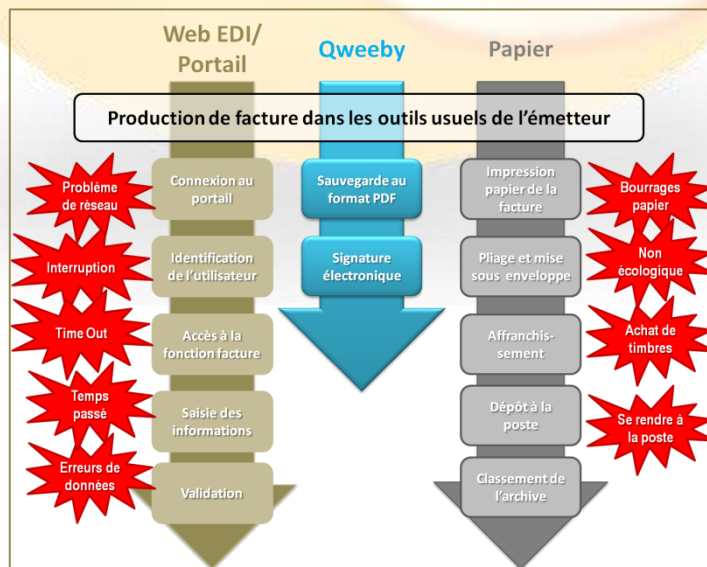 Web EDI/
Portail
Qweeby
Papier
Production de facture dans les outils usuels de l'émetteur
Problème
de réseau
Connexion au
portail
Sauvegarde au
format PDF
Impression
papier de la
facture
Bourrages
papier
Interruption
Identification
de l'utilisateur
Signature
électronique
Pliage et mise
sous enveloppe
Non
écologique
Time Out
Accès à la
fonction facture
Affranchis-
sement
Achat de
timbres
Temps
passé
Saisie des
informations
Dépôt à la
poste
Se rendre à
la poste
Erreurs de
données
Validation
Classement de
l'archive